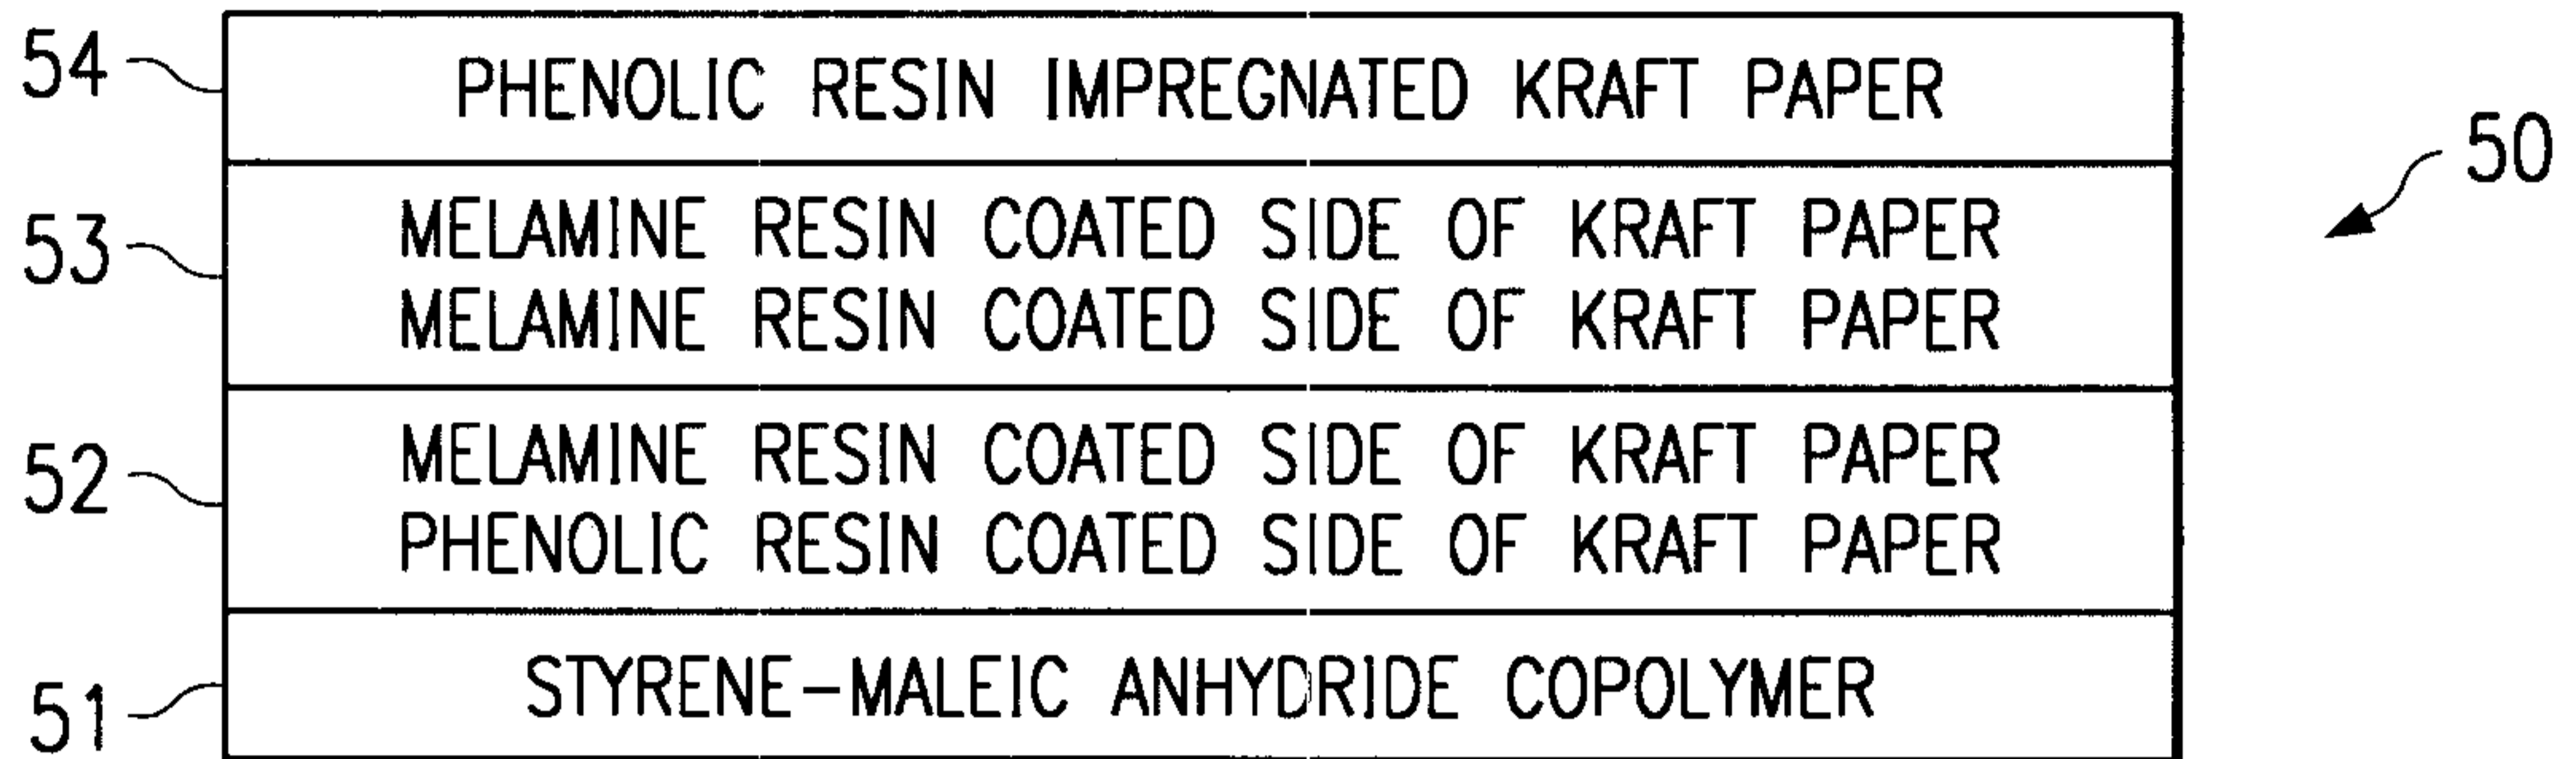 54 PHENOLIC RESIN IMPREGNATED KRAFT PAPER
50
53 MELAMINE RESIN COATED SIDE OF KRAFT PAPER
MELAMINE RESIN COATED SIDE OF KRAFT PAPER
52 MELAMINE RESIN COATED SIDE OF KRAFT PAPER
PHENOLIC RESIN COATED SIDE OF KRAFT PAPER
51 STYRENE-MALEIC ANHYDRIDE COPOLYMER